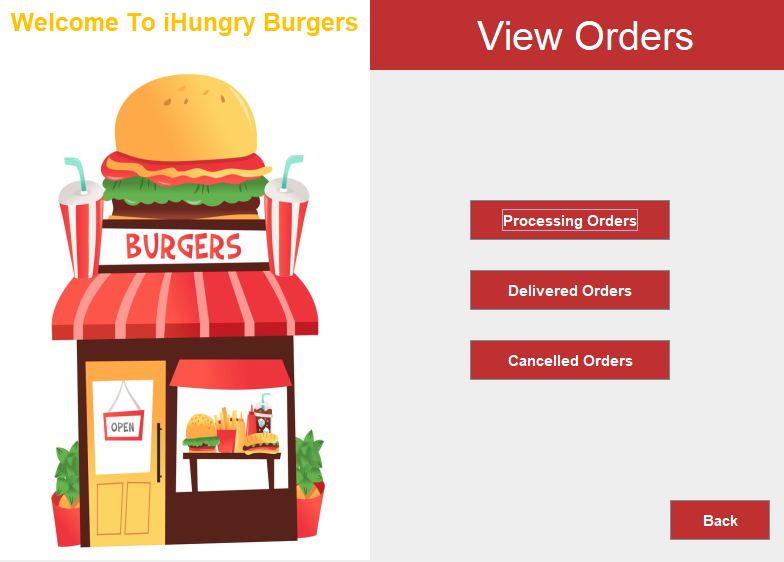 Welcome To iHungry Burgers
BURGERS
OPEN
View Orders
Processing Orders
Delivered Orders
Cancelled Orders
Back